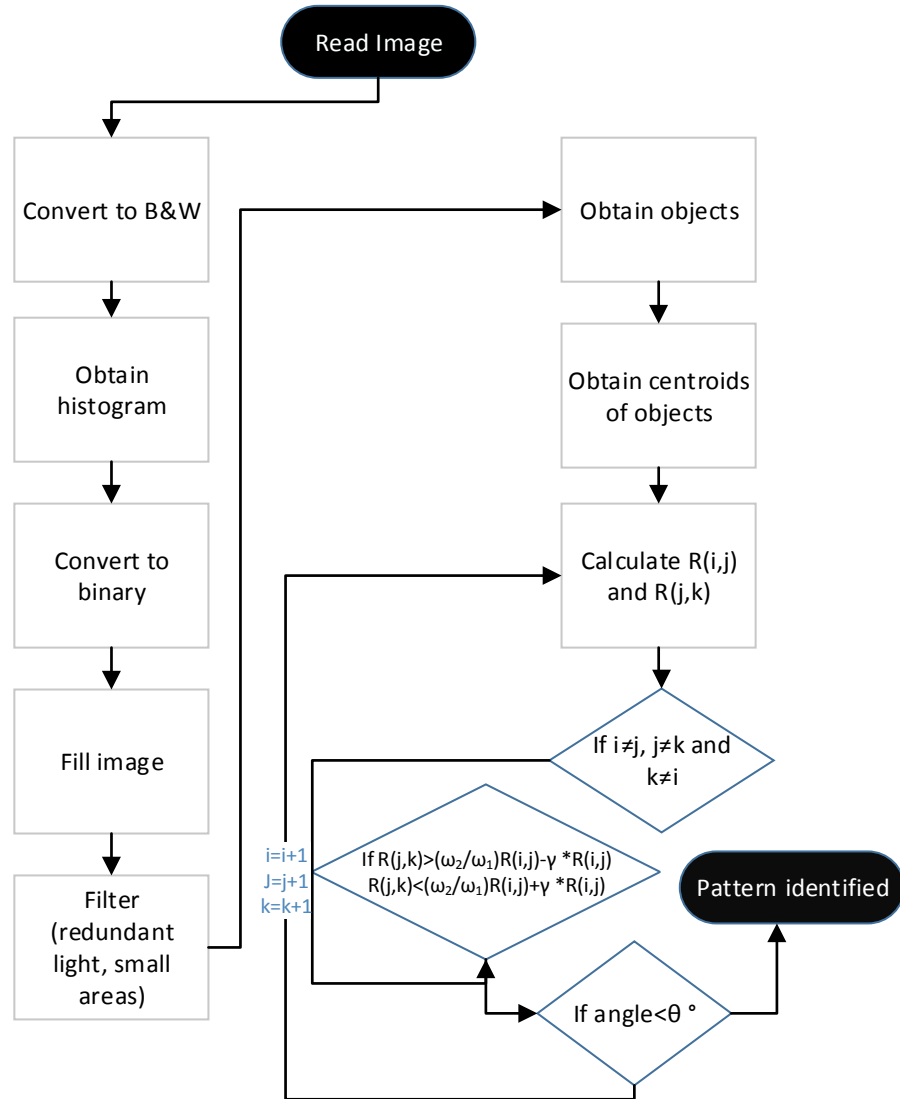 Read Image
Convert to B&W
Obtain
histogram
Convert to
binary
Fill image
Filter
(redundant
light, small
areas)
Obtain objects
Obtain centroids
of objects
Calculate R(i,j)
and R(j,k)
If i≠j, j≠k and
k≠i
If R(j,k)>(ω₂/ω₁)R(i,j)-γ *R(i,j)
R(j,k)<(ω₂/ω₁)R(i,j)+γ *R(i,j)
i=i+1
J=j+1
k=k+1
If angle<θ °
Pattern identified